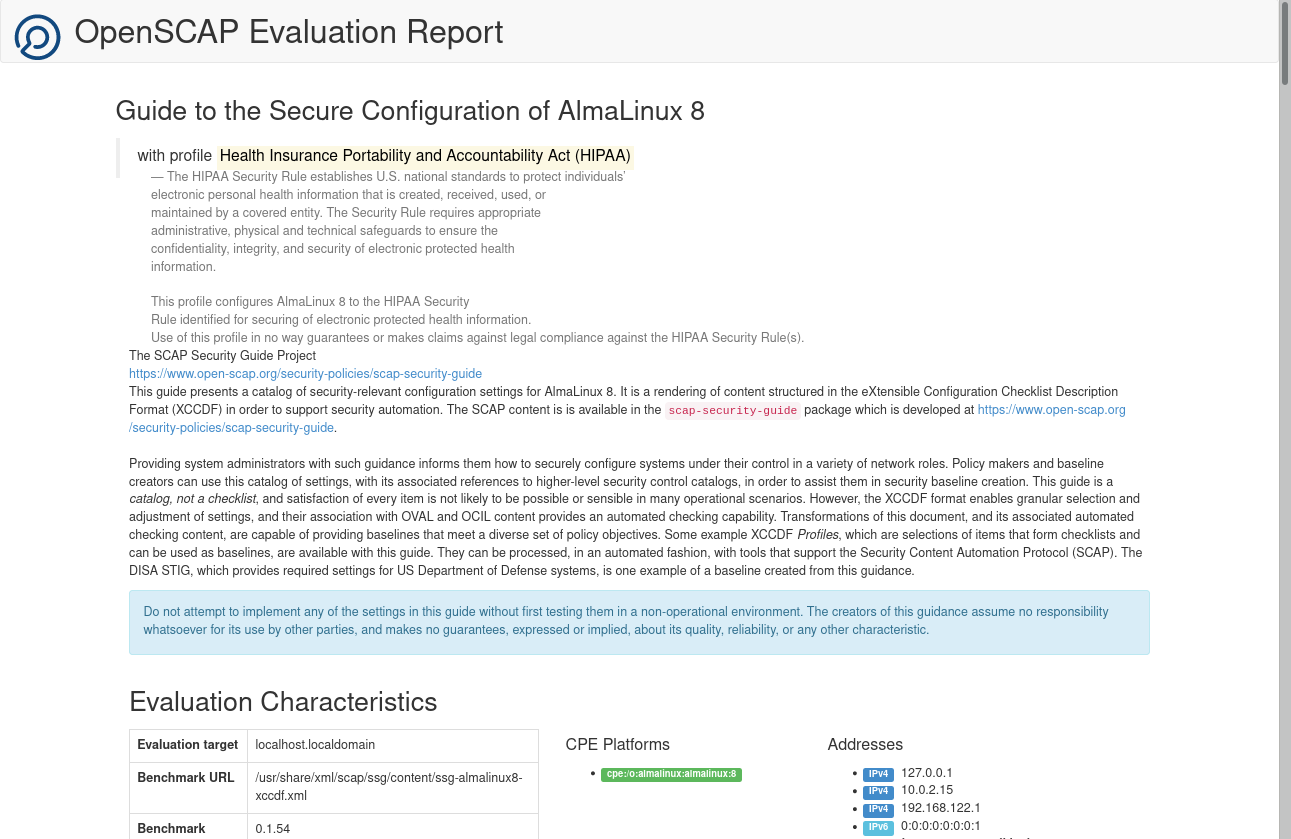 OpenSCAP Evaluation Report
Guide to the Secure Configuration of AlmaLinux 8
with profile Health Insurance Portability and Accountability Act (HIPAA)
— The HIPAA Security Rule establishes U.S. national standards to protect individuals’
electronic personal health information that is created, received, used, or
maintained by a covered entity. The Security Rule requires appropriate
administrative, physical and technical safeguards to ensure the
confidentiality, integrity, and security of electronic protected health
information.
This profile configures AlmaLinux 8 to the HIPAA Security
Rule identified for securing of electronic protected health information.
Use of this profile in no way guarantees or makes claims against legal compliance against the HIPAA Security Rule(s).
The SCAP Security Guide Project
https://www.open-scap.org/security-policies/scap-security-guide
This guide presents a catalog of security-relevant configuration settings for AlmaLinux 8. It is a rendering of content structured in the eXtensible Configuration Checklist Description
Format (XCCDF) in order to support security automation. The SCAP content is is available in the scap-security-guide package which is developed at https://www.open-scap.org
/security-policies/scap-security-guide.
Providing system administrators with such guidance informs them how to securely configure systems under their control in a variety of network roles. Policy makers and baseline
creators can use this catalog of settings, with its associated references to higher-level security control catalogs, in order to assist them in security baseline creation. This guide is a
catalog, not a checklist, and satisfaction of every item is not likely to be possible or sensible in many operational scenarios. However, the XCCDF format enables granular selection and
adjustment of settings, and their association with OVAL and OCIL content provides an automated checking capability. Transformations of this document, and its associated automated
checking content, are capable of providing baselines that meet a diverse set of policy objectives. Some example XCCDF Profiles, which are selections of items that form checklists and
can be used as baselines, are available with this guide. They can be processed, in an automated fashion, with tools that support the Security Content Automation Protocol (SCAP). The
DISA STIG, which provides required settings for US Department of Defense systems, is one example of a baseline created from this guidance.
Do not attempt to implement any of the settings in this guide without first testing them in a non-operational environment. The creators of this guidance assume no responsibility
whatsoever for its use by other parties, and makes no guarantees, expressed or implied, about its quality, reliability, or any other characteristic.
Evaluation Characteristics
Evaluation target localhost.localdomain
Benchmark URL /usr/share/xml/scap/ssg/content/ssg-almalinux8-
xccdf.xml
Benchmark 0.1.54
CPE Platforms
• cpe:/o:almalinux:almalinux:8
Addresses
• IPv4 127.0.0.1
• IPv4 10.0.2.15
• IPv4 192.168.122.1
• IPv6 0:0:0:0:0:0:0:1